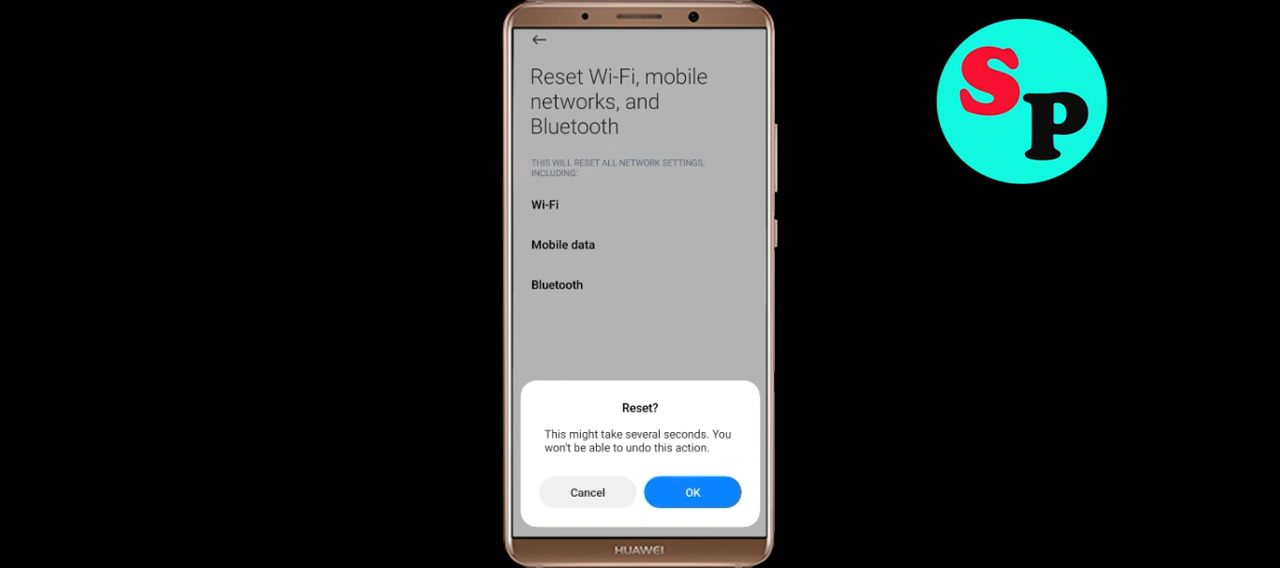 Reset Wi-Fi, mobile
networks, and
Bluetooth
THIS WILL RESET ALL NETWORK SETTINGS,
INCLUDING:
Wi-Fi
Mobile data
Bluetooth
Reset?
This might take several seconds. You
won't be able to undo this action.
Cancel
OK
HUAWEI
SP